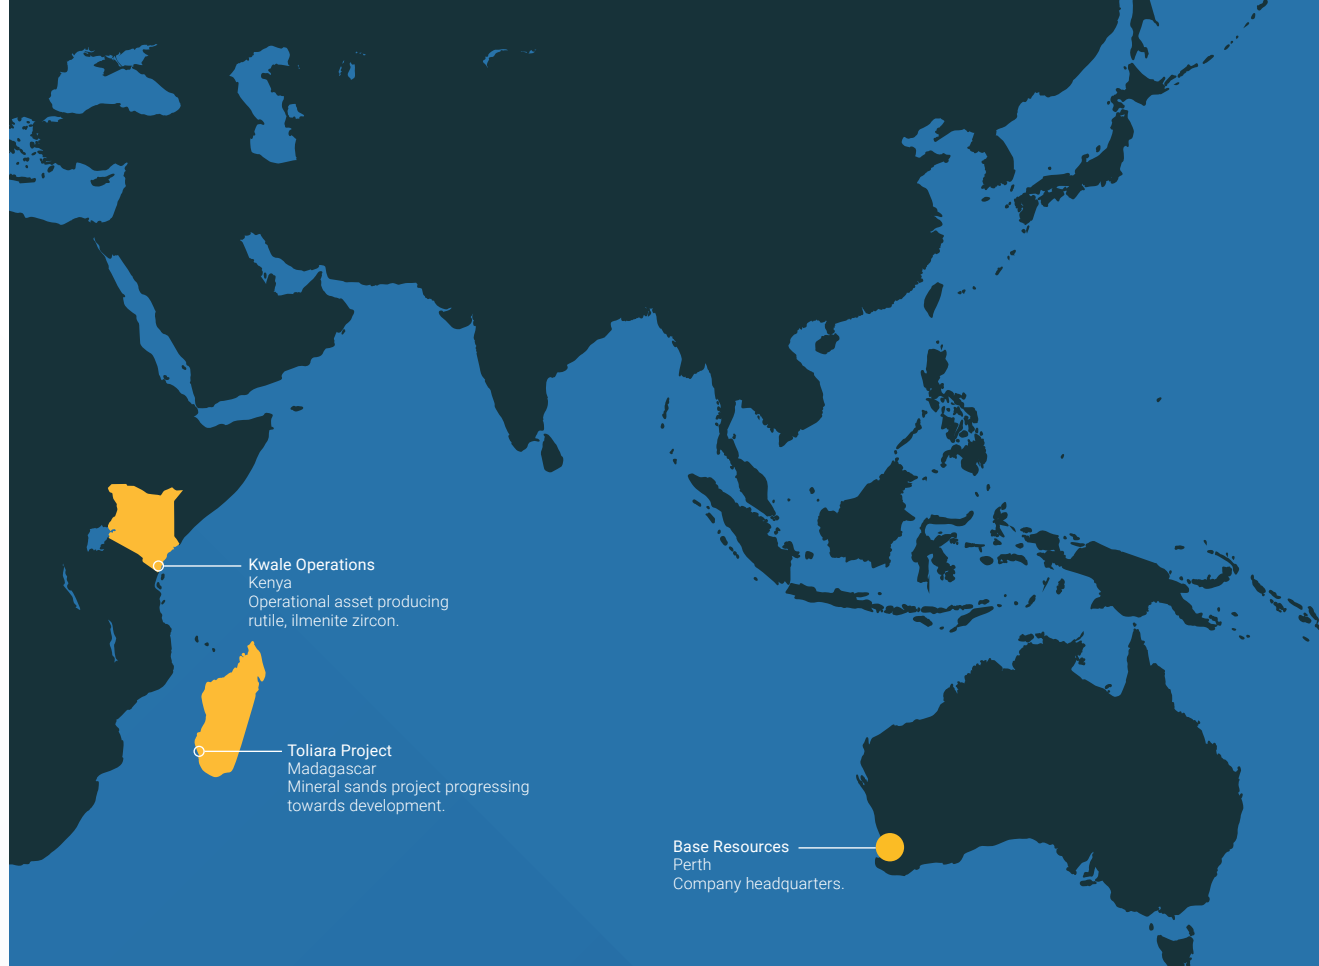 Kwale Operations
Kenya
Operational asset producing
rutile, ilmenite zircon.
Toliara Project
Madagascar
Mineral sands project progressing
towards development.
Base Resources
Perth
Company headquarters.